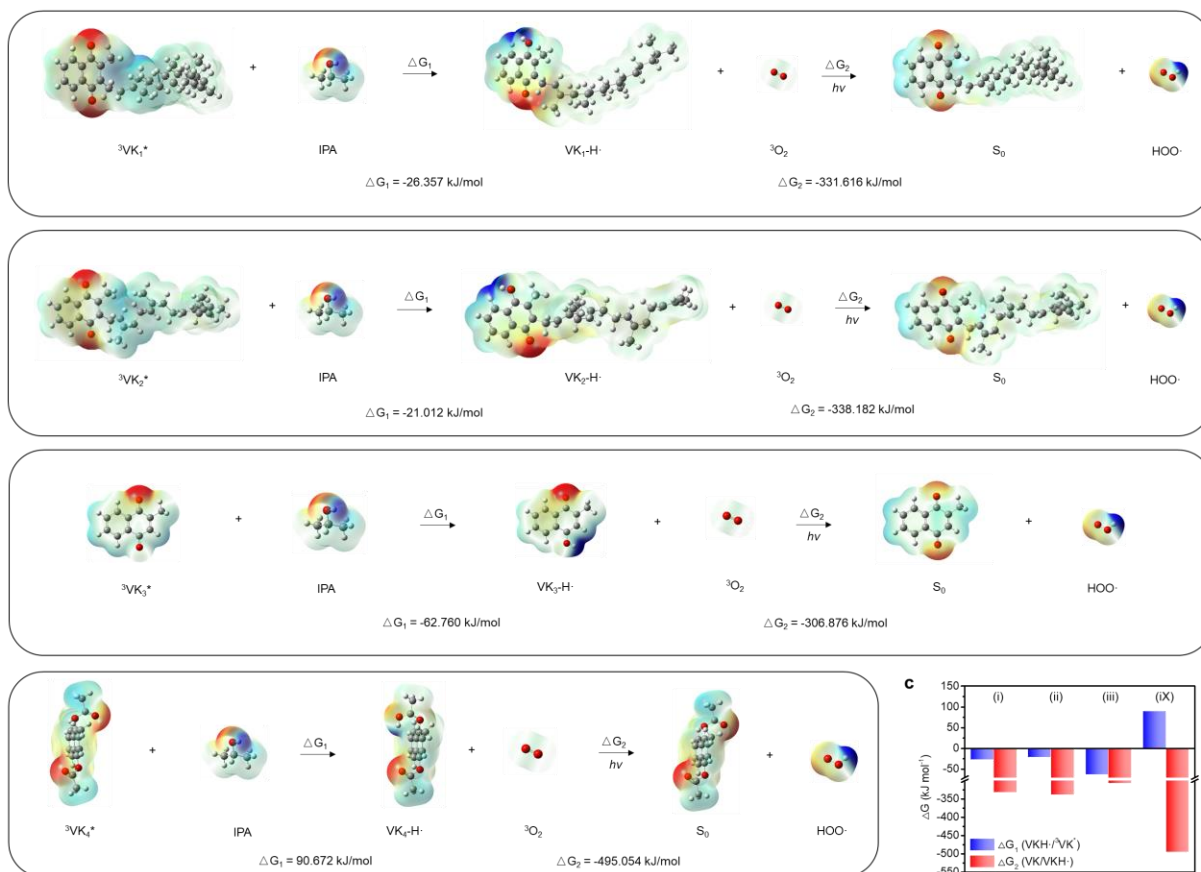 + △G₁ + △G₂ hν +
³VK₁* IPA VK₁-H· ³O₂ S₀ HOO·
△G₁ = -26.357 kJ/mol △G₂ = -331.616 kJ/mol
+ △G₁ + △G₂ hν +
³VK₂* IPA VK₂-H· ³O₂ S₀ HOO·
△G₁ = -21.012 kJ/mol △G₂ = -338.182 kJ/mol
+ △G₁ + △G₂ hν +
³VK₃* IPA VK₃-H· ³O₂ S₀ HOO·
△G₁ = -62.760 kJ/mol △G₂ = -306.876 kJ/mol
+ △G₁ + △G₂ hν +
³VK₄* IPA VK₄-H· ³O₂ S₀ HOO·
△G₁ = 90.672 kJ/mol △G₂ = -495.054 kJ/mol
c
(i) (ii) (iii) (iX)
150
100
50
0
-50
-350
-400
-450
-500
-550
△G (kJ mol⁻¹)
△G₁ (VKH·/³VK*)
△G₂ (VK/VKH·)